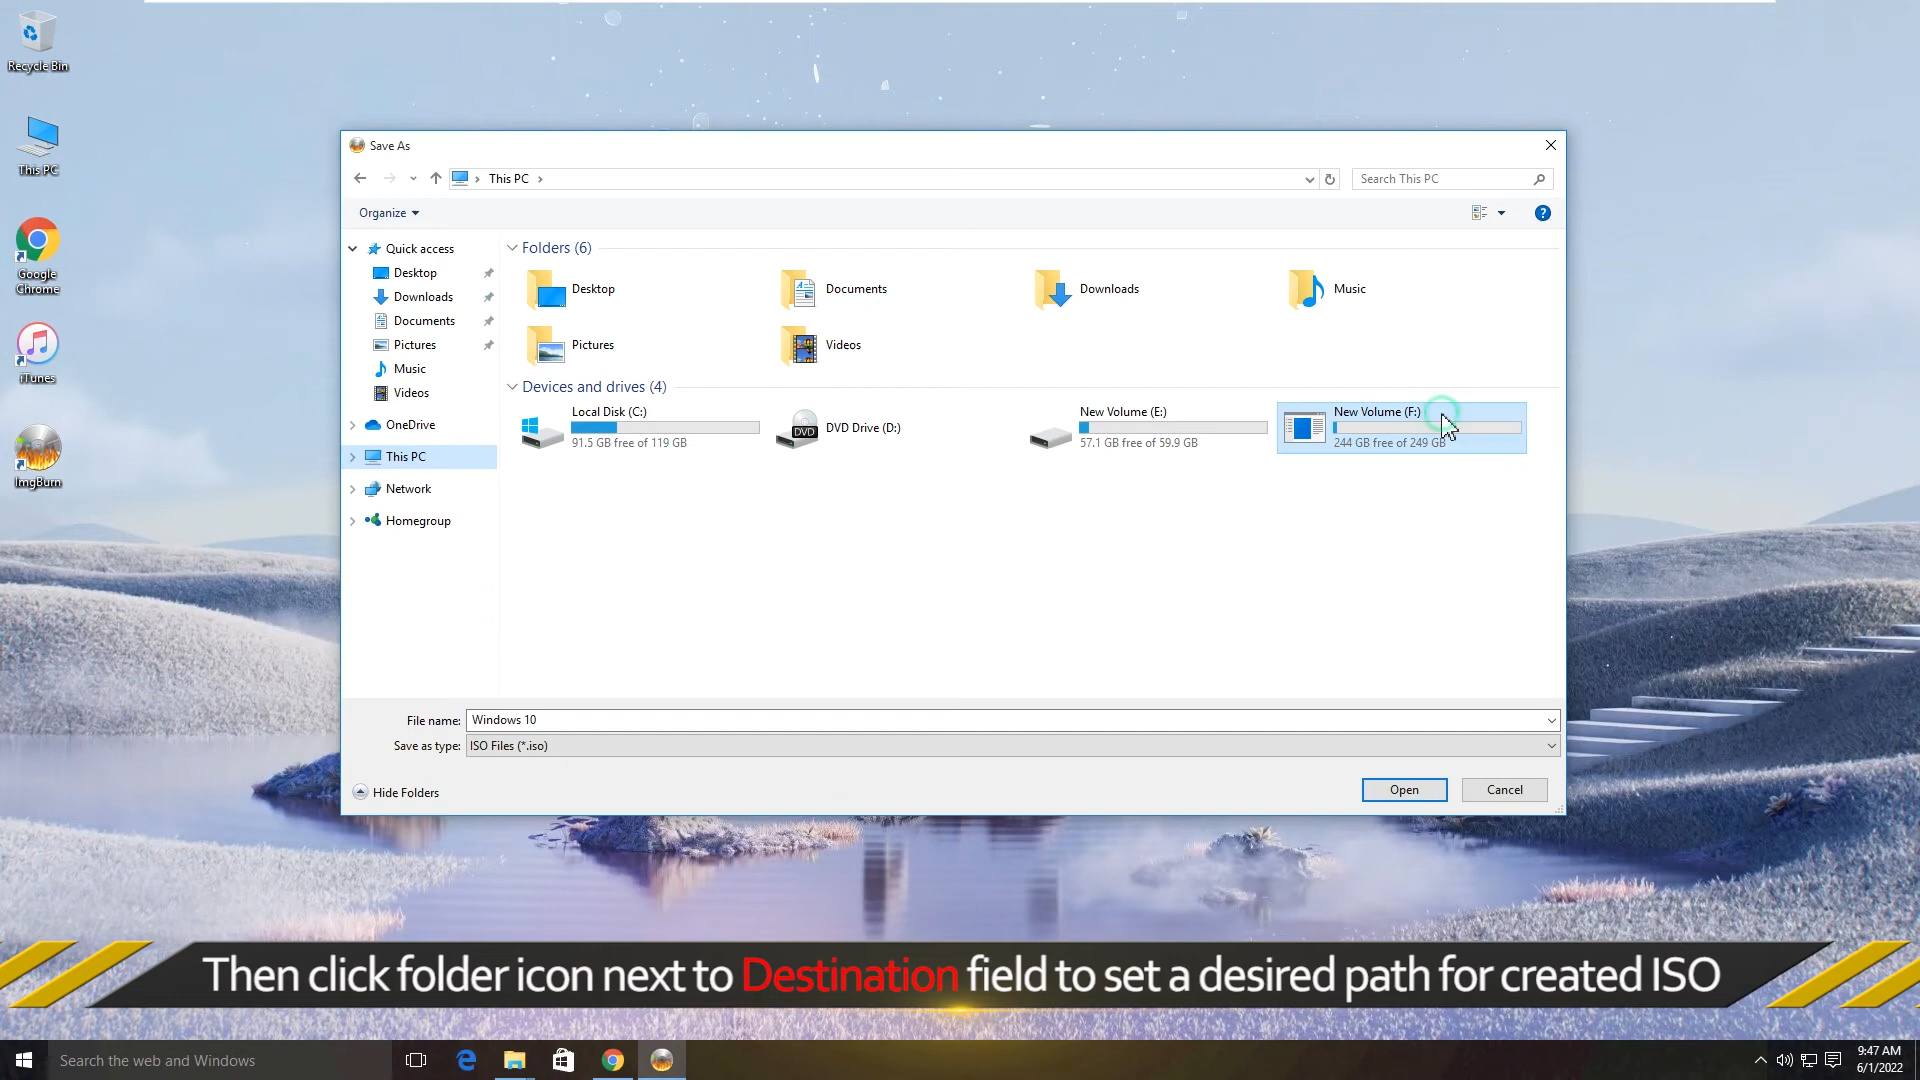 Recycle Bin
This PC
Google
Chrome
iTunes
ImgBurn
Save As
This PC
Search This PC
Organize
Quick access
Desktop
Downloads
Documents
Pictures
Music
Videos
OneDrive
This PC
Network
Homegroup
Folders (6)
Desktop
Documents
Downloads
Music
Pictures
Videos
Devices and drives (4)
Local Disk (C:)
91.5 GB free of 119 GB
DVD
DVD Drive (D:)
New Volume (E:)
57.1 GB free of 59.9 GB
New Volume (F:)
244 GB free of 249 GB
File name: Windows 10
Save as type: ISO Files (*.iso)
Hide Folders
Open
Cancel
Then click folder icon next to Destination field to set a desired path for created ISO
Search the web and Windows
9:47 AM
6/1/2022